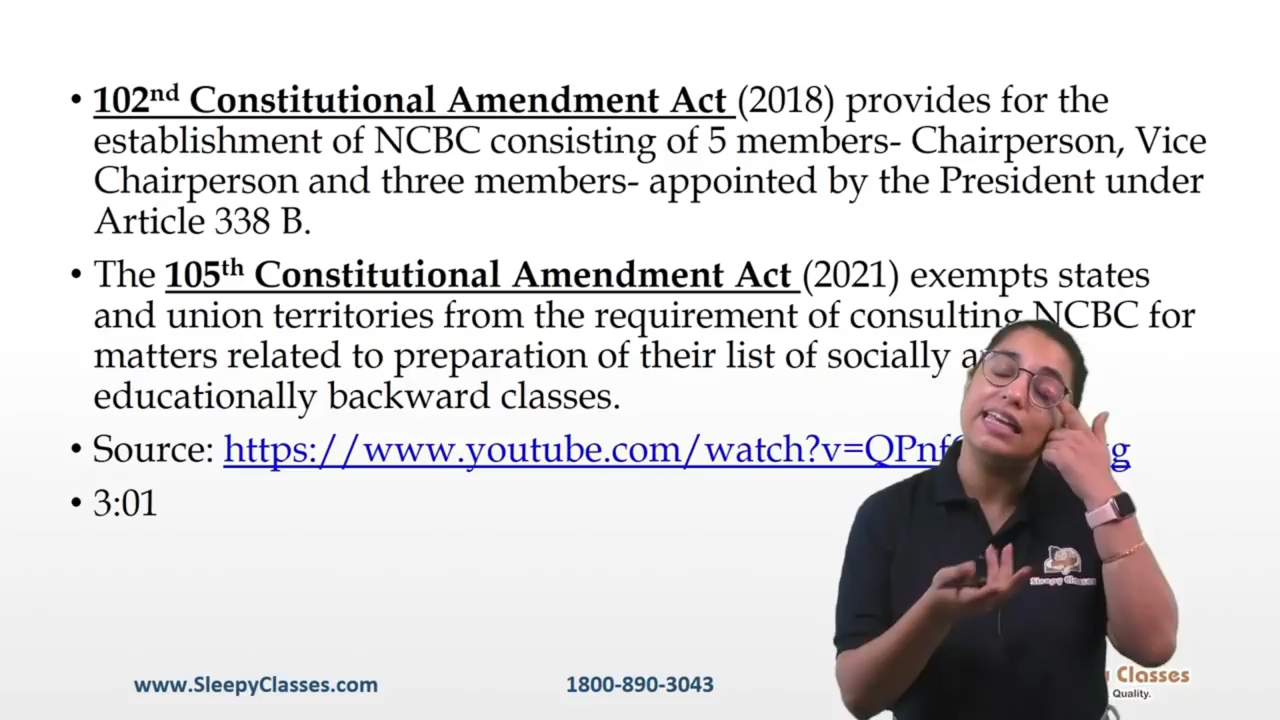 • 102nd Constitutional Amendment Act (2018) provides for the
establishment of NCBC consisting of 5 members- Chairperson, Vice
Chairperson and three members- appointed by the President under
Article 338 B.
• The 105th Constitutional Amendment Act (2021) exempts states
and union territories from the requirement of consulting NCBC for
matters related to preparation of their list of socially
educationally backward classes.
• Source: https://www.youtube.com/watch?v=QPnf
• 3:01
Sleepy Classes
www.SleepyClasses.com
1800-890-3043
Classes
Quality.